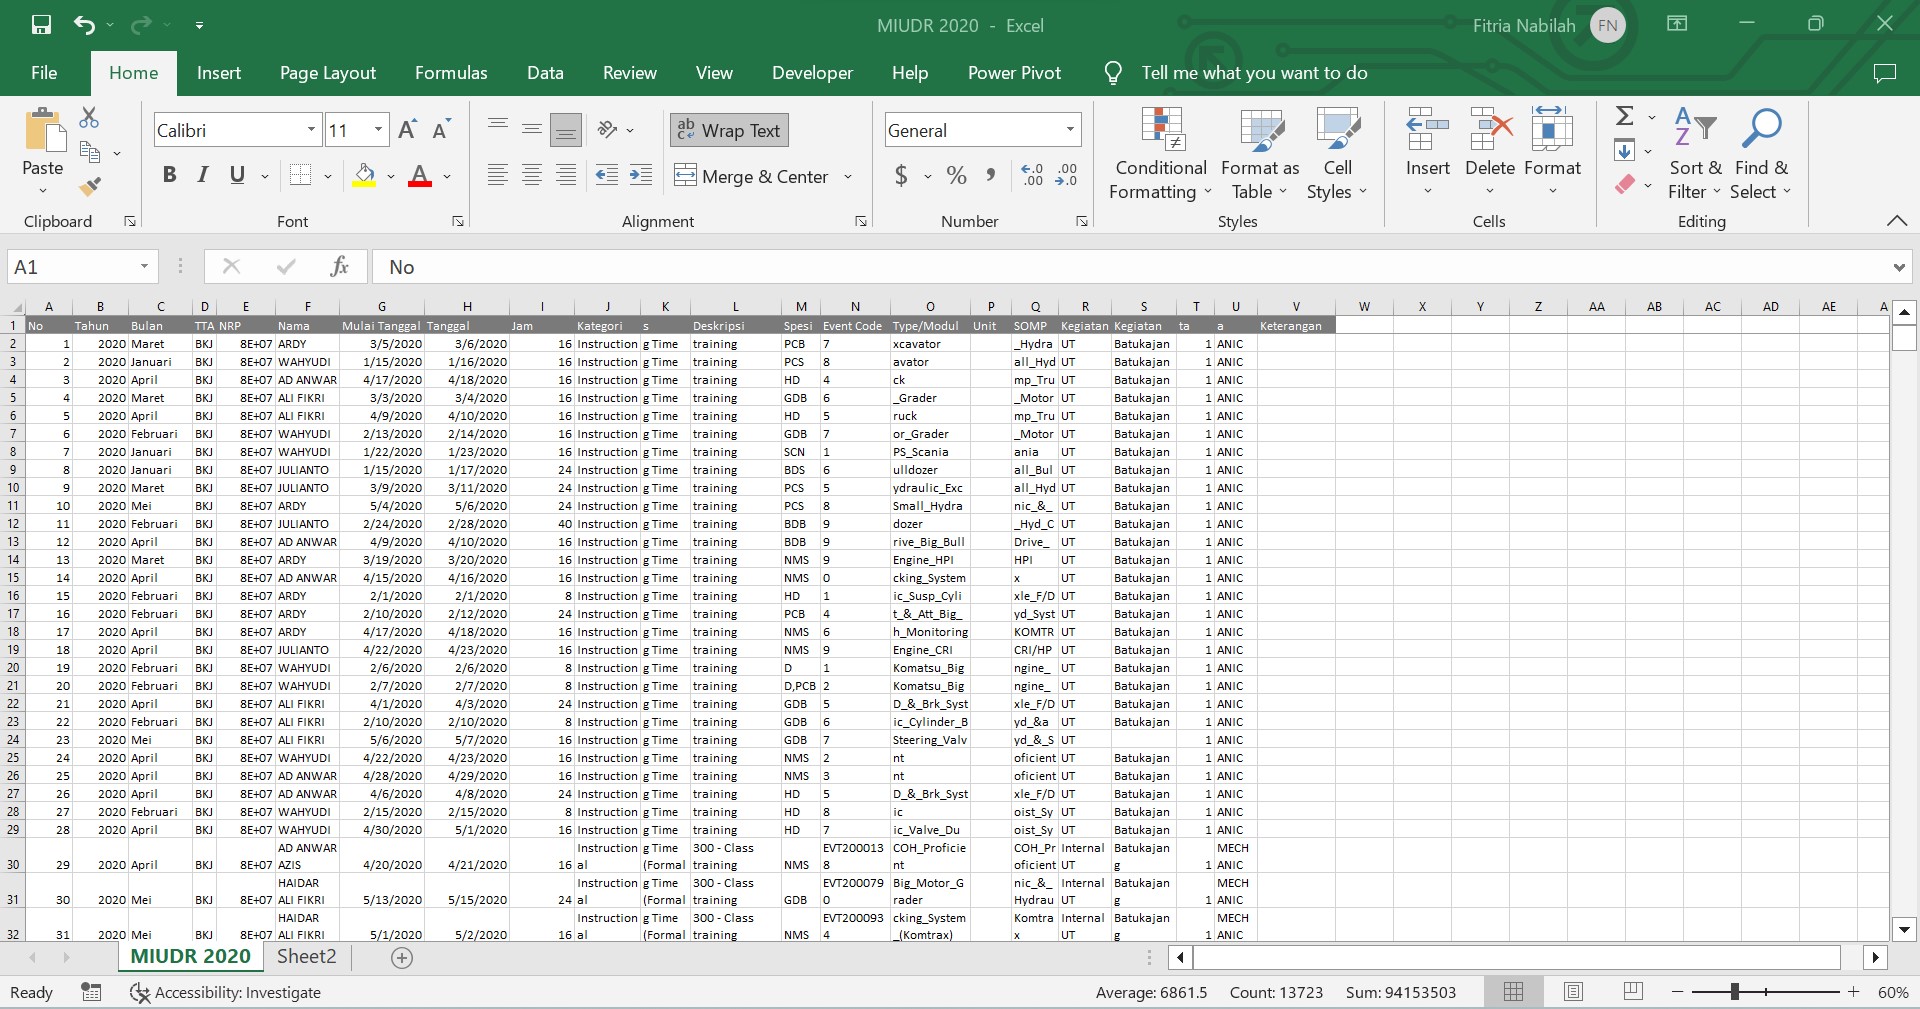 MIUDR 2020 - Excel
Fitria Nabilah FN
File Home Insert Page Layout Formulas Data Review View Developer Help Power Pivot Tell me what you want to do
Calibri 11 ab Wrap Text General
Paste B I U A Merge & Center $ % , Conditional Formatting Format as Table Cell Styles Insert Delete Format Sort & Filter Find & Select
Clipboard Font Alignment Number Styles Cells Editing
A1 fx No
A B C D E F G H I J K L M N O P Q R S T U V W X Y Z AA AB AC AD AE A
1 No Tahun Bulan TTA NRP Nama Mulai Tanggal Tanggal Jam Kategori s Deskripsi Spesi Event Code Type/Modul Unit SOMP Kegiatan Kegiatan ta a Keterangan
2 1 2020 Maret BKJ 8E+07 ARDY 3/5/2020 3/6/2020 16 Instruction g Time training PCB 7 xcavator _Hydra UT Batukajan 1 ANIC
3 2 2020 Januari BKJ 8E+07 WAHYUDI 1/15/2020 1/16/2020 16 Instruction g Time training PCS 8 avator all_Hyd UT Batukajan 1 ANIC
4 3 2020 April BKJ 8E+07 AD ANWAR 4/17/2020 4/18/2020 16 Instruction g Time training HD 4 ck mp_Tru UT Batukajan 1 ANIC
5 4 2020 Maret BKJ 8E+07 ALI FIKRI 3/3/2020 3/4/2020 16 Instruction g Time training GDB 6 _Grader _Motor UT Batukajan 1 ANIC
6 5 2020 April BKJ 8E+07 ALI FIKRI 4/9/2020 4/10/2020 16 Instruction g Time training HD 5 ruck mp_Tru UT Batukajan 1 ANIC
7 6 2020 Februari BKJ 8E+07 WAHYUDI 2/13/2020 2/14/2020 16 Instruction g Time training GDB 7 or_Grader _Motor UT Batukajan 1 ANIC
8 7 2020 Januari BKJ 8E+07 WAHYUDI 1/22/2020 1/23/2020 16 Instruction g Time training SCN 1 PS_Scania ania UT Batukajan 1 ANIC
9 8 2020 Januari BKJ 8E+07 JULIANTO 1/15/2020 1/17/2020 24 Instruction g Time training BDS 6 ulldozer all_Bul UT Batukajan 1 ANIC
10 9 2020 Maret BKJ 8E+07 JULIANTO 3/9/2020 3/11/2020 24 Instruction g Time training PCS 5 ydraulic_Exc all_Hyd UT Batukajan 1 ANIC
11 10 2020 Mei BKJ 8E+07 ARDY 5/4/2020 5/6/2020 24 Instruction g Time training PCS 8 Small_Hydra nic_&_ UT Batukajan 1 ANIC
12 11 2020 Februari BKJ 8E+07 JULIANTO 2/24/2020 2/28/2020 40 Instruction g Time training BDB 9 dozer _Hyd_C UT Batukajan 1 ANIC
13 12 2020 April BKJ 8E+07 AD ANWAR 4/9/2020 4/10/2020 16 Instruction g Time training BDB 9 rive_Big_Bull Drive_ UT Batukajan 1 ANIC
14 13 2020 Maret BKJ 8E+07 ARDY 3/19/2020 3/20/2020 16 Instruction g Time training NMS 9 Engine_HPI HPI UT Batukajan 1 ANIC
15 14 2020 April BKJ 8E+07 AD ANWAR 4/15/2020 4/16/2020 16 Instruction g Time training NMS 0 cking_System x UT Batukajan 1 ANIC
16 15 2020 Februari BKJ 8E+07 ARDY 2/1/2020 2/1/2020 8 Instruction g Time training HD 1 ic_Susp_Cyli xle_F/D UT Batukajan 1 ANIC
17 16 2020 Februari BKJ 8E+07 ARDY 2/10/2020 2/12/2020 24 Instruction g Time training PCB 4 t_&_Att_Big_ yd_Syst UT Batukajan 1 ANIC
18 17 2020 April BKJ 8E+07 ARDY 4/17/2020 4/18/2020 16 Instruction g Time training NMS 6 h_Monitoring KOMTR UT Batukajan 1 ANIC
19 18 2020 April BKJ 8E+07 JULIANTO 4/22/2020 4/23/2020 16 Instruction g Time training NMS 9 Engine_CRI CRI/HP UT Batukajan 1 ANIC
20 19 2020 Februari BKJ 8E+07 WAHYUDI 2/6/2020 2/6/2020 8 Instruction g Time training D 1 Komatsu_Big ngine_ UT Batukajan 1 ANIC
21 20 2020 Februari BKJ 8E+07 WAHYUDI 2/7/2020 2/7/2020 8 Instruction g Time training D,PCB 2 Komatsu_Big ngine_ UT Batukajan 1 ANIC
22 21 2020 April BKJ 8E+07 ALI FIKRI 4/1/2020 4/3/2020 24 Instruction g Time training GDB 5 D_&_Brk_Syst xle_F/D UT Batukajan 1 ANIC
23 22 2020 Februari BKJ 8E+07 ALI FIKRI 2/10/2020 2/10/2020 8 Instruction g Time training GDB 6 ic_Cylinder_B yd_&a UT Batukajan 1 ANIC
24 23 2020 Mei BKJ 8E+07 ALI FIKRI 5/6/2020 5/7/2020 16 Instruction g Time training GDB 7 Steering_Valv yd_&_S UT 1 ANIC
25 24 2020 April BKJ 8E+07 WAHYUDI 4/22/2020 4/23/2020 16 Instruction g Time training NMS 2 nt oficient UT Batukajan 1 ANIC
26 25 2020 April BKJ 8E+07 AD ANWAR 4/28/2020 4/29/2020 16 Instruction g Time training NMS 3 nt oficient UT Batukajan 1 ANIC
27 26 2020 April BKJ 8E+07 AD ANWAR 4/6/2020 4/8/2020 24 Instruction g Time training HD 5 D_&_Brk_Syst xle_F/D UT Batukajan 1 ANIC
28 27 2020 Februari BKJ 8E+07 WAHYUDI 2/15/2020 2/15/2020 8 Instruction g Time training HD 8 ic oist_Sy UT Batukajan 1 ANIC
29 28 2020 April BKJ 8E+07 WAHYUDI 4/30/2020 5/1/2020 16 Instruction g Time training HD 7 ic_Valve_Du oist_Sy UT Batukajan 1 ANIC
AD ANWAR Instruction g Time 300 - Class EVT200013 COH_Proficie COH_Pr Internal Batukajan MECH
30 29 2020 April BKJ 8E+07 AZIS 4/20/2020 4/21/2020 16 al (Formal training NMS 8 nt oficient UT g 1 ANIC
HAIDAR Instruction g Time 300 - Class EVT200079 Big_Motor_G nic_&_ Internal Batukajan MECH
31 30 2020 Mei BKJ 8E+07 ALI FIKRI 5/13/2020 5/15/2020 24 al (Formal training GDB 0 rader Hydrau UT g 1 ANIC
HAIDAR Instruction g Time 300 - Class EVT200093 cking_System Komtra Internal Batukajan MECH
32 31 2020 Mei BKJ 8E+07 ALI FIKRI 5/1/2020 5/2/2020 16 al (Formal training NMS 4 _(Komtrax) x UT g 1 ANIC
MIUDR 2020 Sheet2
Ready Accessibility: Investigate Average: 6861.5 Count: 13723 Sum: 94153503 60%